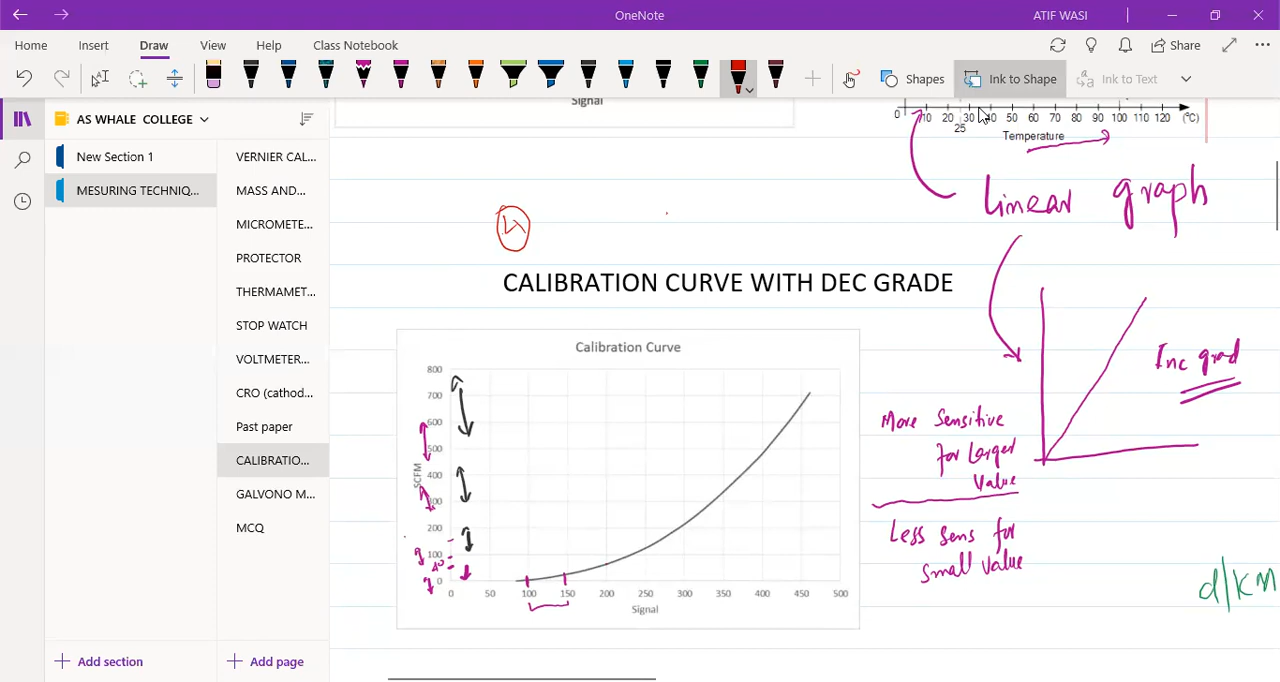 OneNote
ATIF WASI
Home Insert Draw View Help Class Notebook
Share
Shapes
Ink to Shape
Ink to Text
AS WHALE COLLEGE
New Section 1
MESURING TECHNIQ...
VERNIER CAL...
MASS AND...
MICROMETE...
PROTECTOR
THERMAMET...
STOP WATCH
VOLTMETER...
CRO (cathod...
Past paper
CALIBRATIO...
GALVONO M...
MCQ
Add section
Add page
Signal
0 10 20 30 40 50 60 70 80 90 100 110 120 (°C)
25
Temperature
Linear graph
CALIBRATION CURVE WITH DEC GRADE
Calibration Curve
800
700
600
500
400
300
200
100
0
SCFM
0 50 100 150 200 250 300 350 400 450 500
Signal
Inc grad
More Sensitive
for Larger
Value
Less sens for
small value
d/km